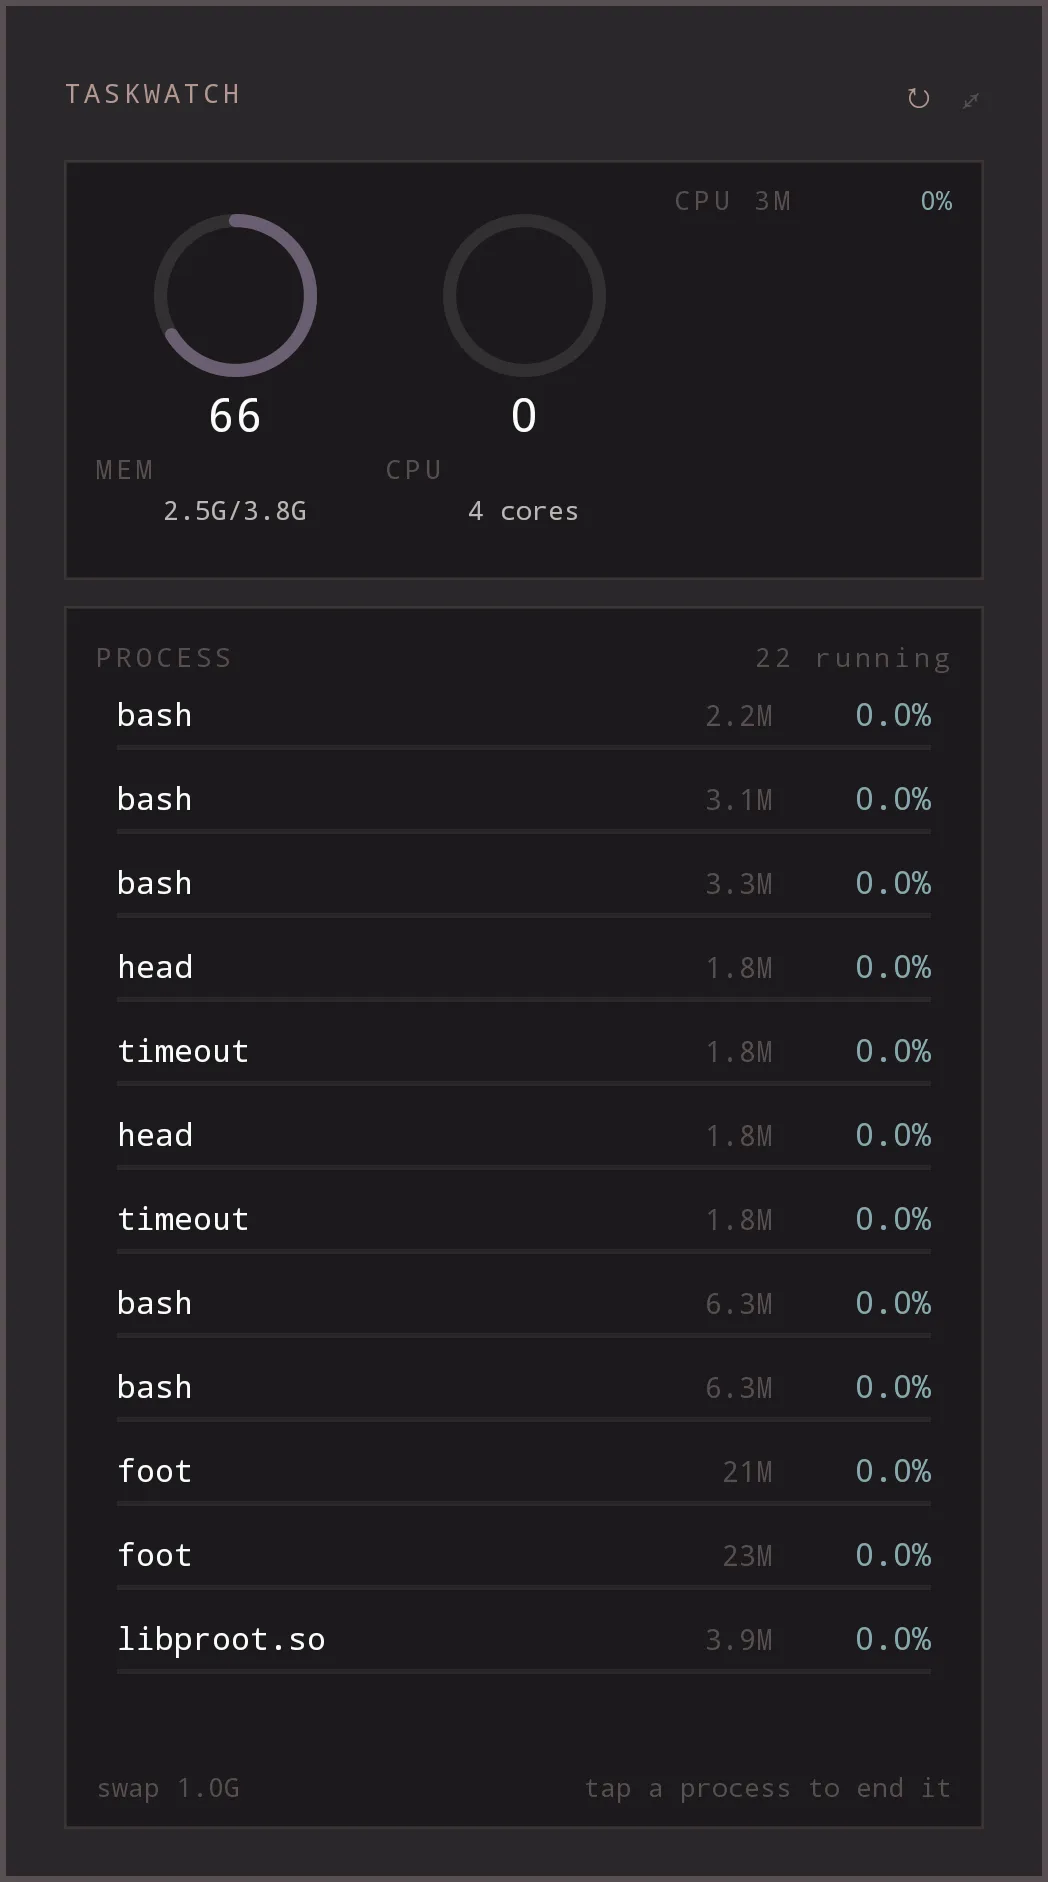 TASKWATCH
CPU 3M 0%
66 0
MEM CPU
2.5G/3.8G 4 cores
PROCESS 22 running
bash 2.2M 0.0%
bash 3.1M 0.0%
bash 3.3M 0.0%
head 1.8M 0.0%
timeout 1.8M 0.0%
head 1.8M 0.0%
timeout 1.8M 0.0%
bash 6.3M 0.0%
bash 6.3M 0.0%
foot 21M 0.0%
foot 23M 0.0%
libproot.so 3.9M 0.0%
swap 1.0G tap a process to end it